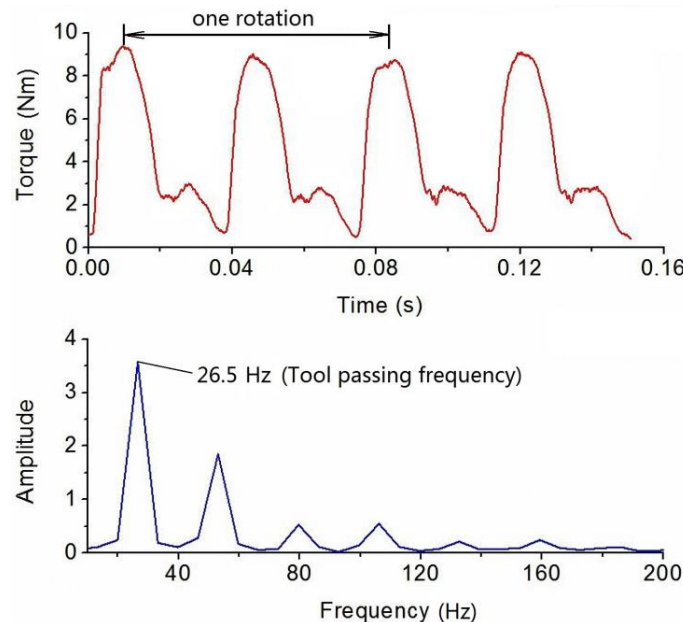 one rotation
10
8
6
4
2
0
Torque (Nm)
0.00 0.04 0.08 0.12 0.16
Time (s)
4
3
2
1
0
Amplitude
26.5 Hz (Tool passing frequency)
40 80 120 160 200
Frequency (Hz)